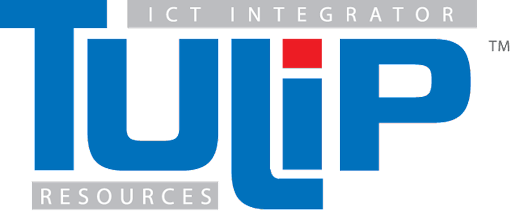 ICT INTEGRATOR
TULiP™
RESOURCES